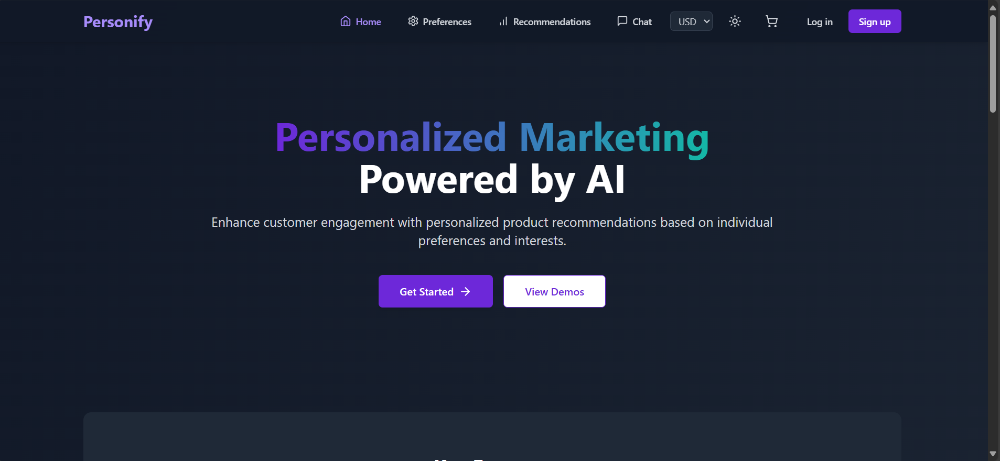 Personify
Home
Preferences
Recommendations
Chat
USD
Log in
Sign up
Personalized Marketing
Powered by AI
Enhance customer engagement with personalized product recommendations based on individual
preferences and interests.
Get Started
View Demos